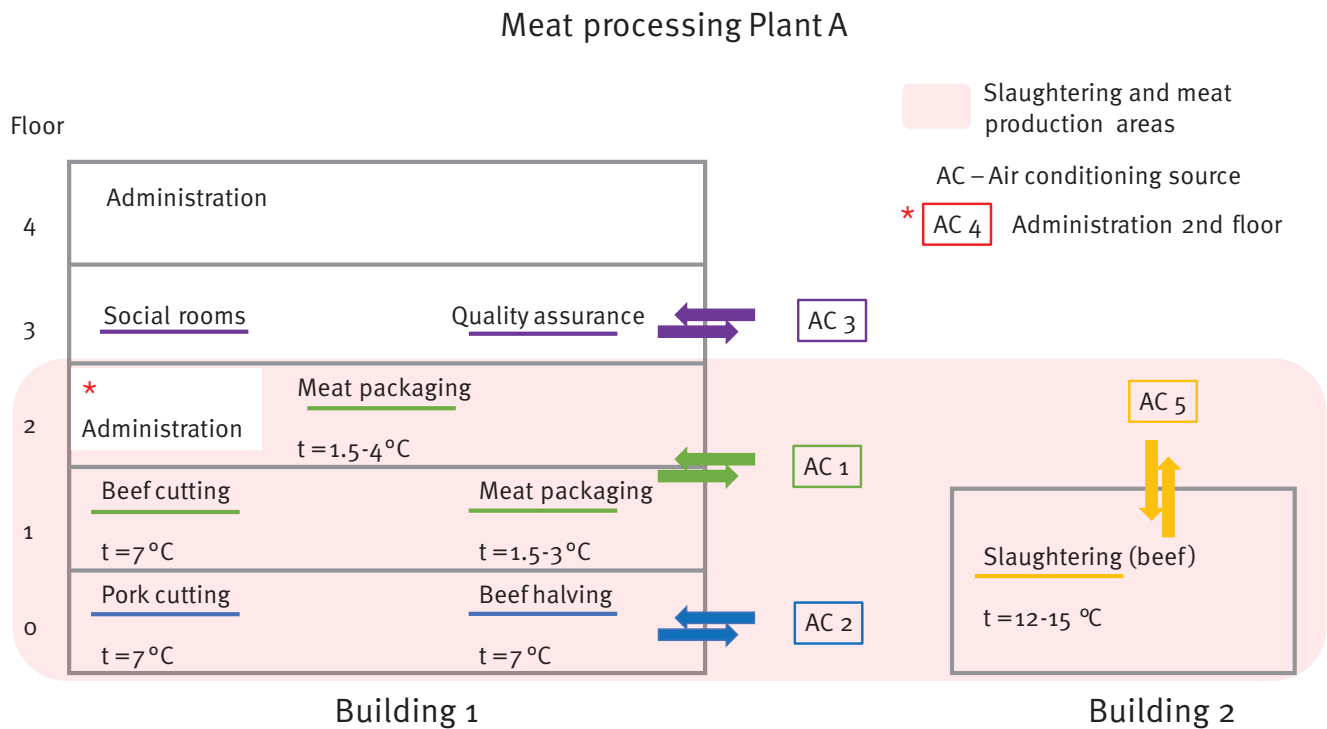 Meat processing Plant A
Slaughtering and meat
production areas
AC – Air conditioning source
* AC 4 Administration 2nd floor
Floor
4
Administration
3
Social rooms
Quality assurance
AC 3
2
*
Administration
Meat packaging
t = 1.5-4 °C
AC 1
AC 5
1
Beef cutting
t = 7 °C
Meat packaging
t = 1.5-3 °C
0
Pork cutting
t = 7 °C
Beef halving
t = 7 °C
AC 2
Slaughtering (beef)
t = 12-15 °C
Building 1
Building 2